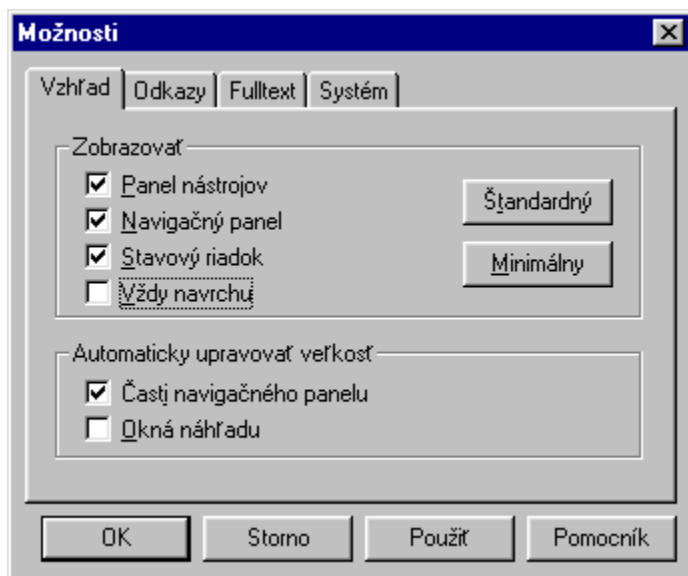 Možnosti
Vzhľad Odkazy Fulltext Systém
Zobrazovať
Panel nástrojov
Navigačný panel
Stavový riadok
Vždy navrchu
Štandardný
Minimálny
Automaticky upravovať veľkosť
Časti navigačného panelu
Okná náhľadu
OK Storno Použiť Pomocník